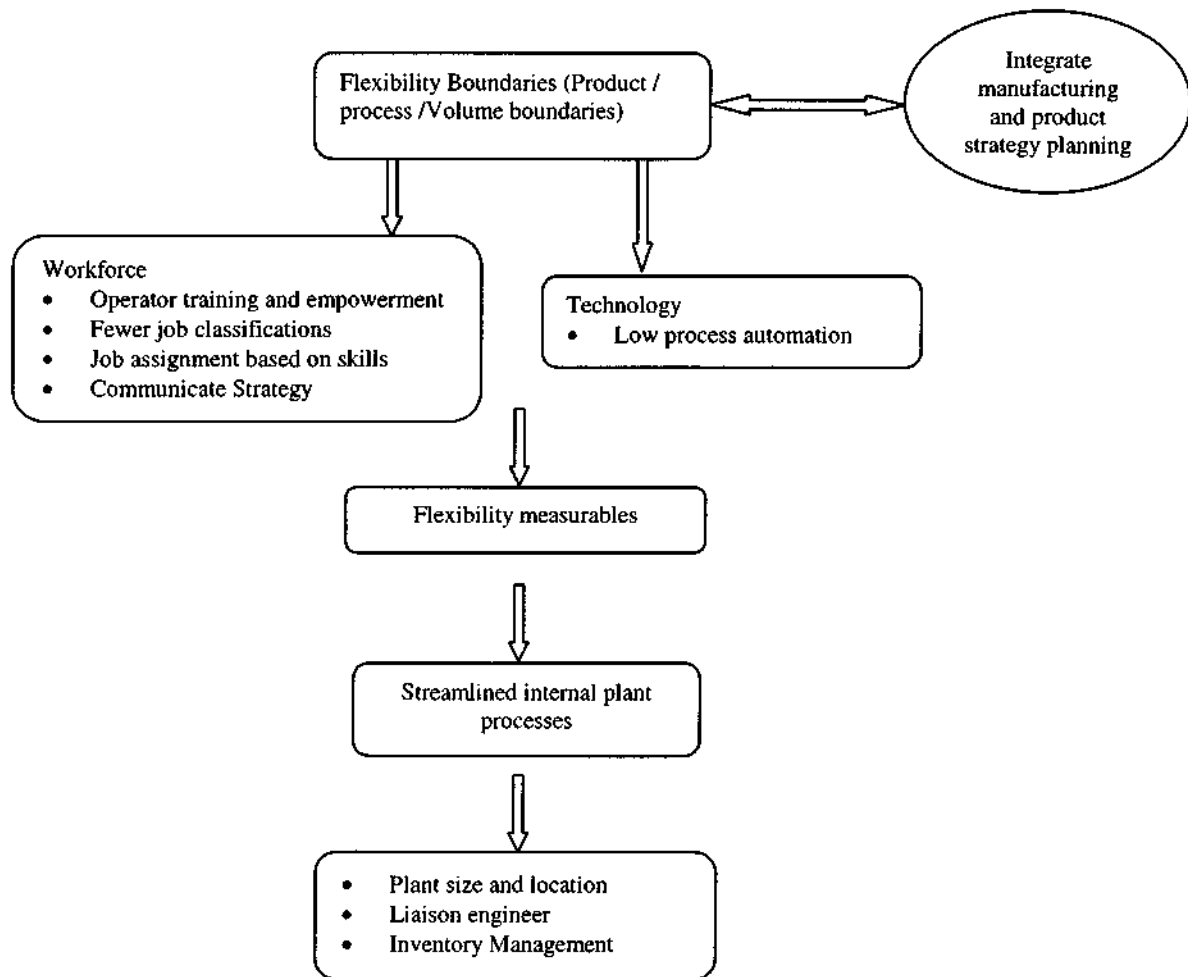 Flexibility Boundaries (Product /
process /Volume boundaries)
Integrate
manufacturing
and product
strategy planning
Workforce
• Operator training and empowerment
• Fewer job classifications
• Job assignment based on skills
• Communicate Strategy
Technology
• Low process automation
Flexibility measurables
Streamlined internal plant
processes
• Plant size and location
• Liaison engineer
• Inventory Management